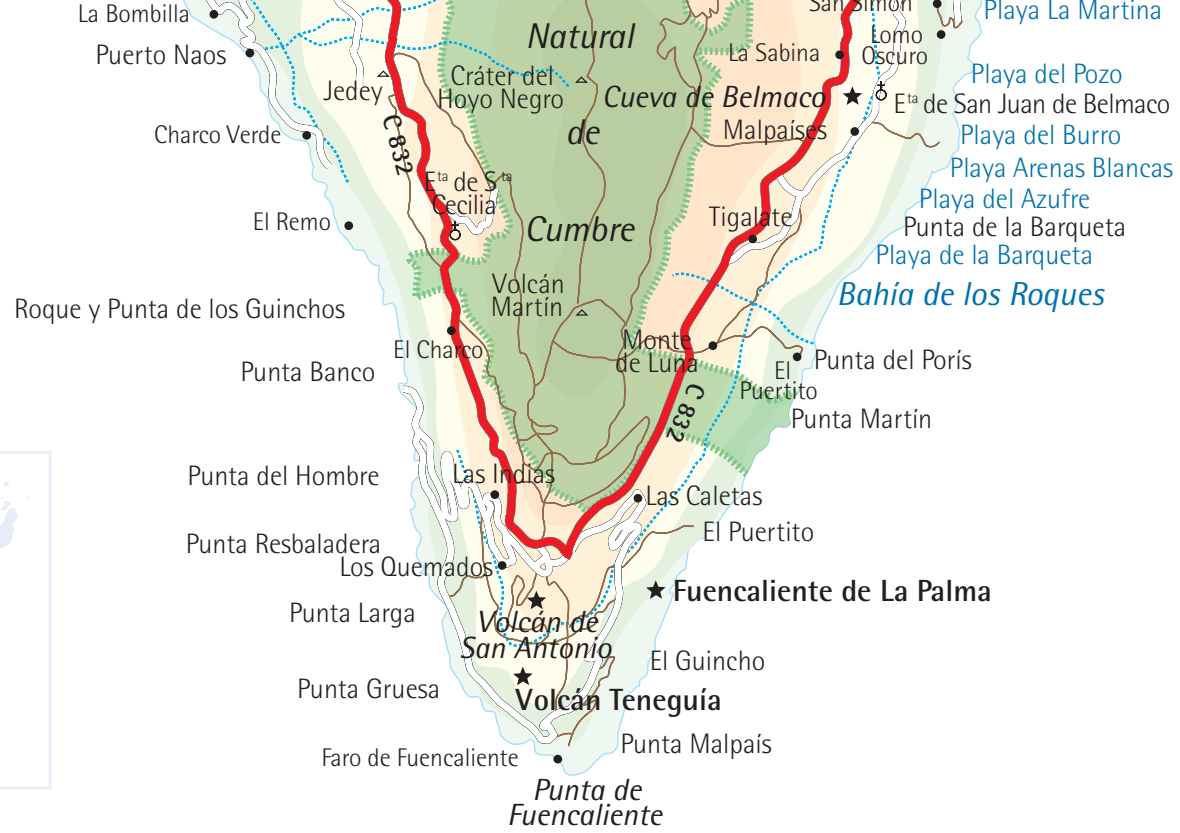 La Bombilla
San Simón
Playa La Martina
Puerto Naos
Natural
La Sabina
Lomo
Oscuro
Jedey
Cráter del
Hoyo Negro
Cueva de Belmaco
Playa del Pozo
Eta de San Juan de Belmaco
Charco Verde
C 832
de
Malpaíses
Playa del Burro
Playa Arenas Blancas
Eta de Sta
Cecilia
Playa del Azufre
El Remo
Cumbre
Tigalate
Punta de la Barqueta
Playa de la Barqueta
Volcán
Martín
Bahía de los Roques
Roque y Punta de los Guinchos
El Charco
Monte
de Luna
Punta del Porís
Punta Banco
El
Puertito
C 832
Punta Martín
Punta del Hombre
Las Indias
Las Caletas
El Puertito
Punta Resbaladera
Los Quemados
Fuencaliente de La Palma
Punta Larga
Volcán de
San Antonio
El Guincho
Punta Gruesa
Volcán Teneguía
Punta Malpaís
Faro de Fuencaliente
Punta de
Fuencaliente